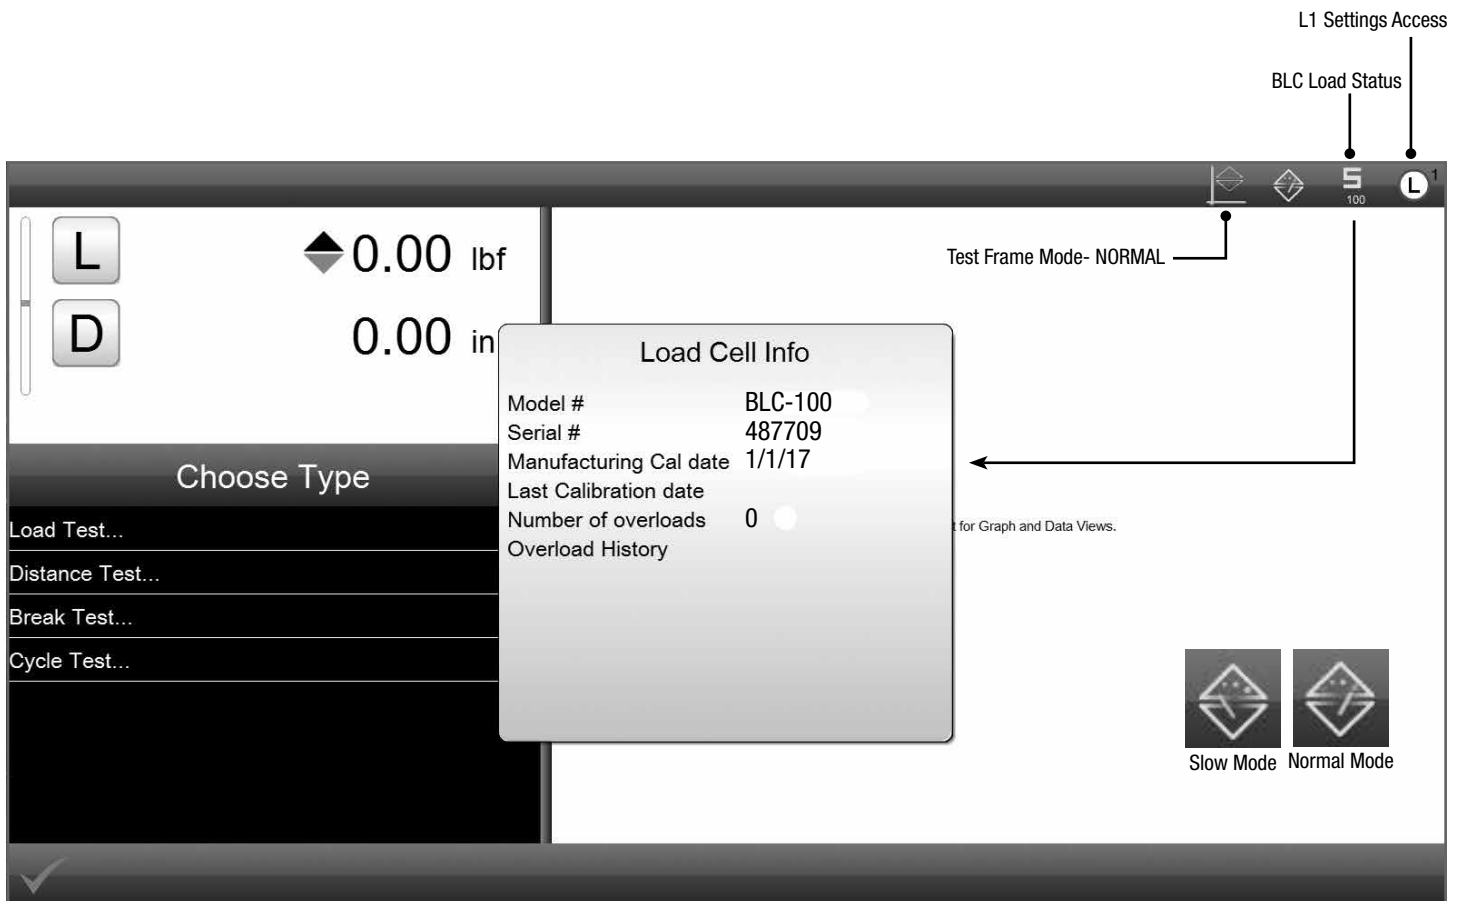 L1 Settings Access
BLC Load Status
S
100
L 1
L
0.00 lbf
Test Frame Mode- NORMAL
D
0.00 in
Load Cell Info
Model # BLC-100
Serial # 487709
Manufacturing Cal date 1/1/17
Last Calibration date
Number of overloads 0
Overload History
Choose Type
Load Test...
Distance Test...
Break Test...
Cycle Test...
for Graph and Data Views.
Slow Mode
Normal Mode